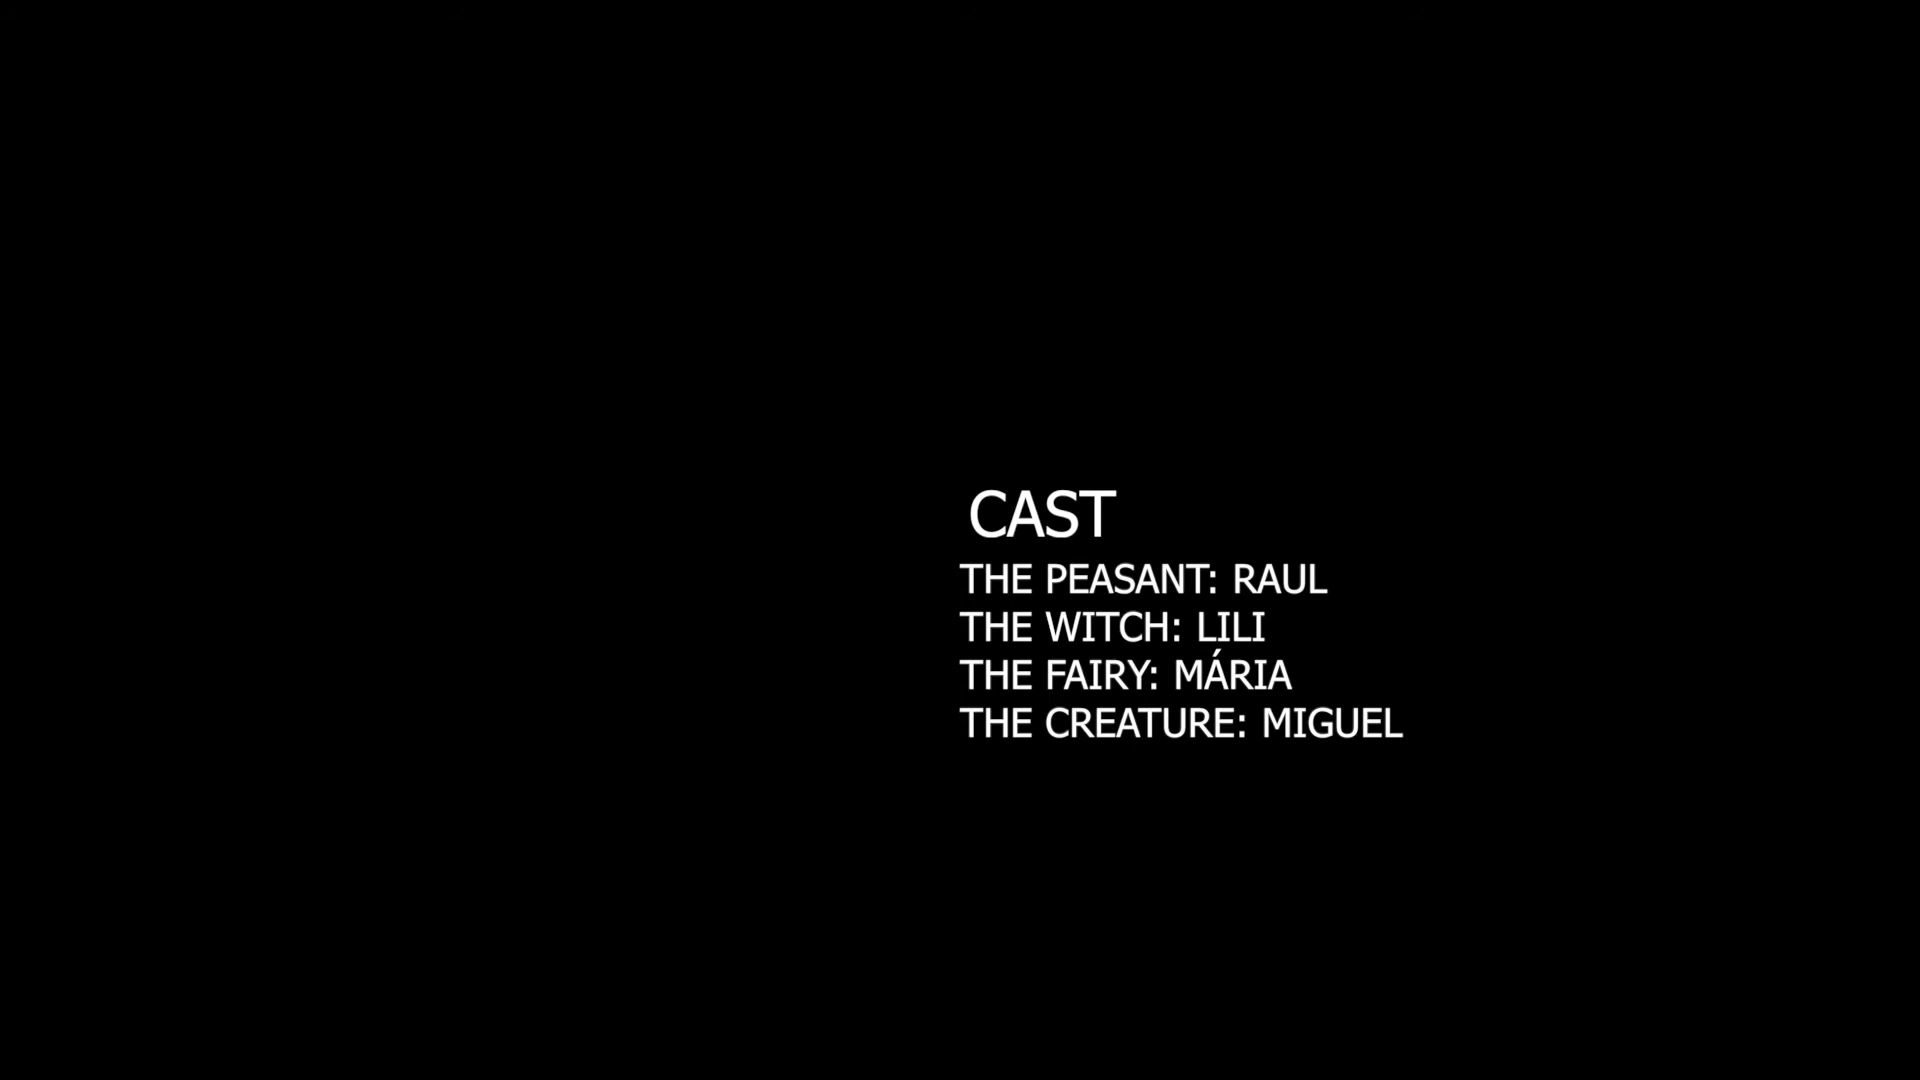 CAST
THE PEASANT: RAUL
THE WITCH: LILI
THE FAIRY: MÁRIA
THE CREATURE: MIGUEL